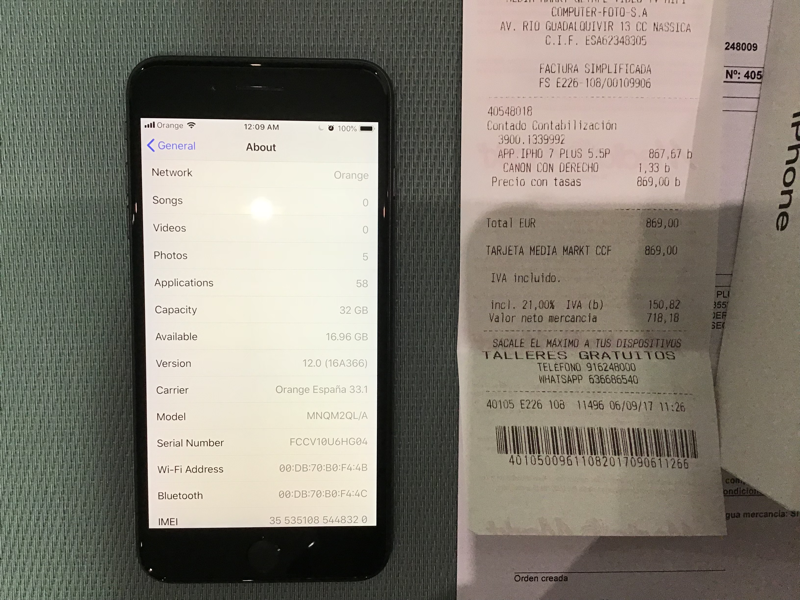 Orange
12:09 AM
100%
General
About
Network Orange
Songs 0
Videos 0
Photos 5
Applications 58
Capacity 32 GB
Available 16.96 GB
Version 12.0 (16A366)
Carrier Orange España 33.1
Model MNQM2QL/A
Serial Number FCCV10U6HG04
Wi-Fi Address 00:DB:70:B0:F4:4B
Bluetooth 00:DB:70:B0:F4:4C
IMEI 35 535108 544832 0
COMPUTER-FOTO S.A
AV. RIO GUADALQUIVIR 13 CC NASSICA
C.I.F. ESA62348305
FACTURA SIMPLIFICADA
FS E226-108/00109906
40548018
Contado Contabilización
3900.1339992
APP.IPHO 7 PLUS 5.5P 867,67 b
CANON CON DERECHO 1,33 b
Precio con tasas 869,00 b
Total EUR 869,00
TARJETA MEDIA MARKT CCF 869,00
IVA incluido.
Incl. 21,00% IVA (b) 150,82
Valor neto mercancia 718,18
SACALE EL MÁXIMO A TUS DISPOSITIVOS
TALLERES GRATUITOS
TELÉFONO 916248000
WHATSAPP 636686540
40105 E226 108 11496 06/09/17 11:26
40105009611082017090611266
248009
Nº: 405
iPhone
gua mercancia:
Orden creada